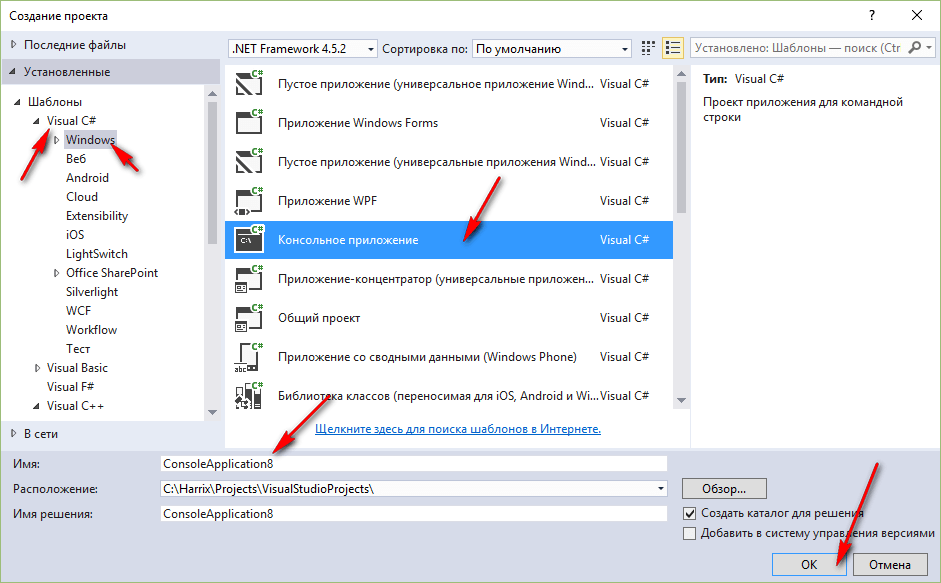 Создание проекта
?
Последние файлы
.NET Framework 4.5.2
Сортировка по:
По умолчанию
Установлено: Шаблоны — поиск (Ctr
Установленные
Шаблоны
Visual C#
Windows
Веб
Android
Cloud
Extensibility
iOS
LightSwitch
Office SharePoint
Silverlight
WCF
Workflow
Тест
Visual Basic
Visual F#
Visual C++
В сети
Пустое приложение (универсальное приложение Wind... Visual C#
Приложение Windows Forms Visual C#
Пустое приложение (универсальные приложения Wind... Visual C#
Приложение WPF Visual C#
Консольное приложение Visual C#
Приложение-концентратор (универсальные приложен... Visual C#
Общий проект Visual C#
Приложение со сводными данными (Windows Phone) Visual C#
Библиотека классов (переносимая для iOS, Android и Wi... Visual C#
Щелкните здесь для поиска шаблонов в Интернете.
Тип: Visual C#
Проект приложения для командной
строки
Имя: ConsoleApplication8
Расположение: C:\Harrix\Projects\VisualStudioProjects\
Обзор...
Имя решения: ConsoleApplication8
Создать каталог для решения
Добавить в систему управления версиями
OK
Отмена